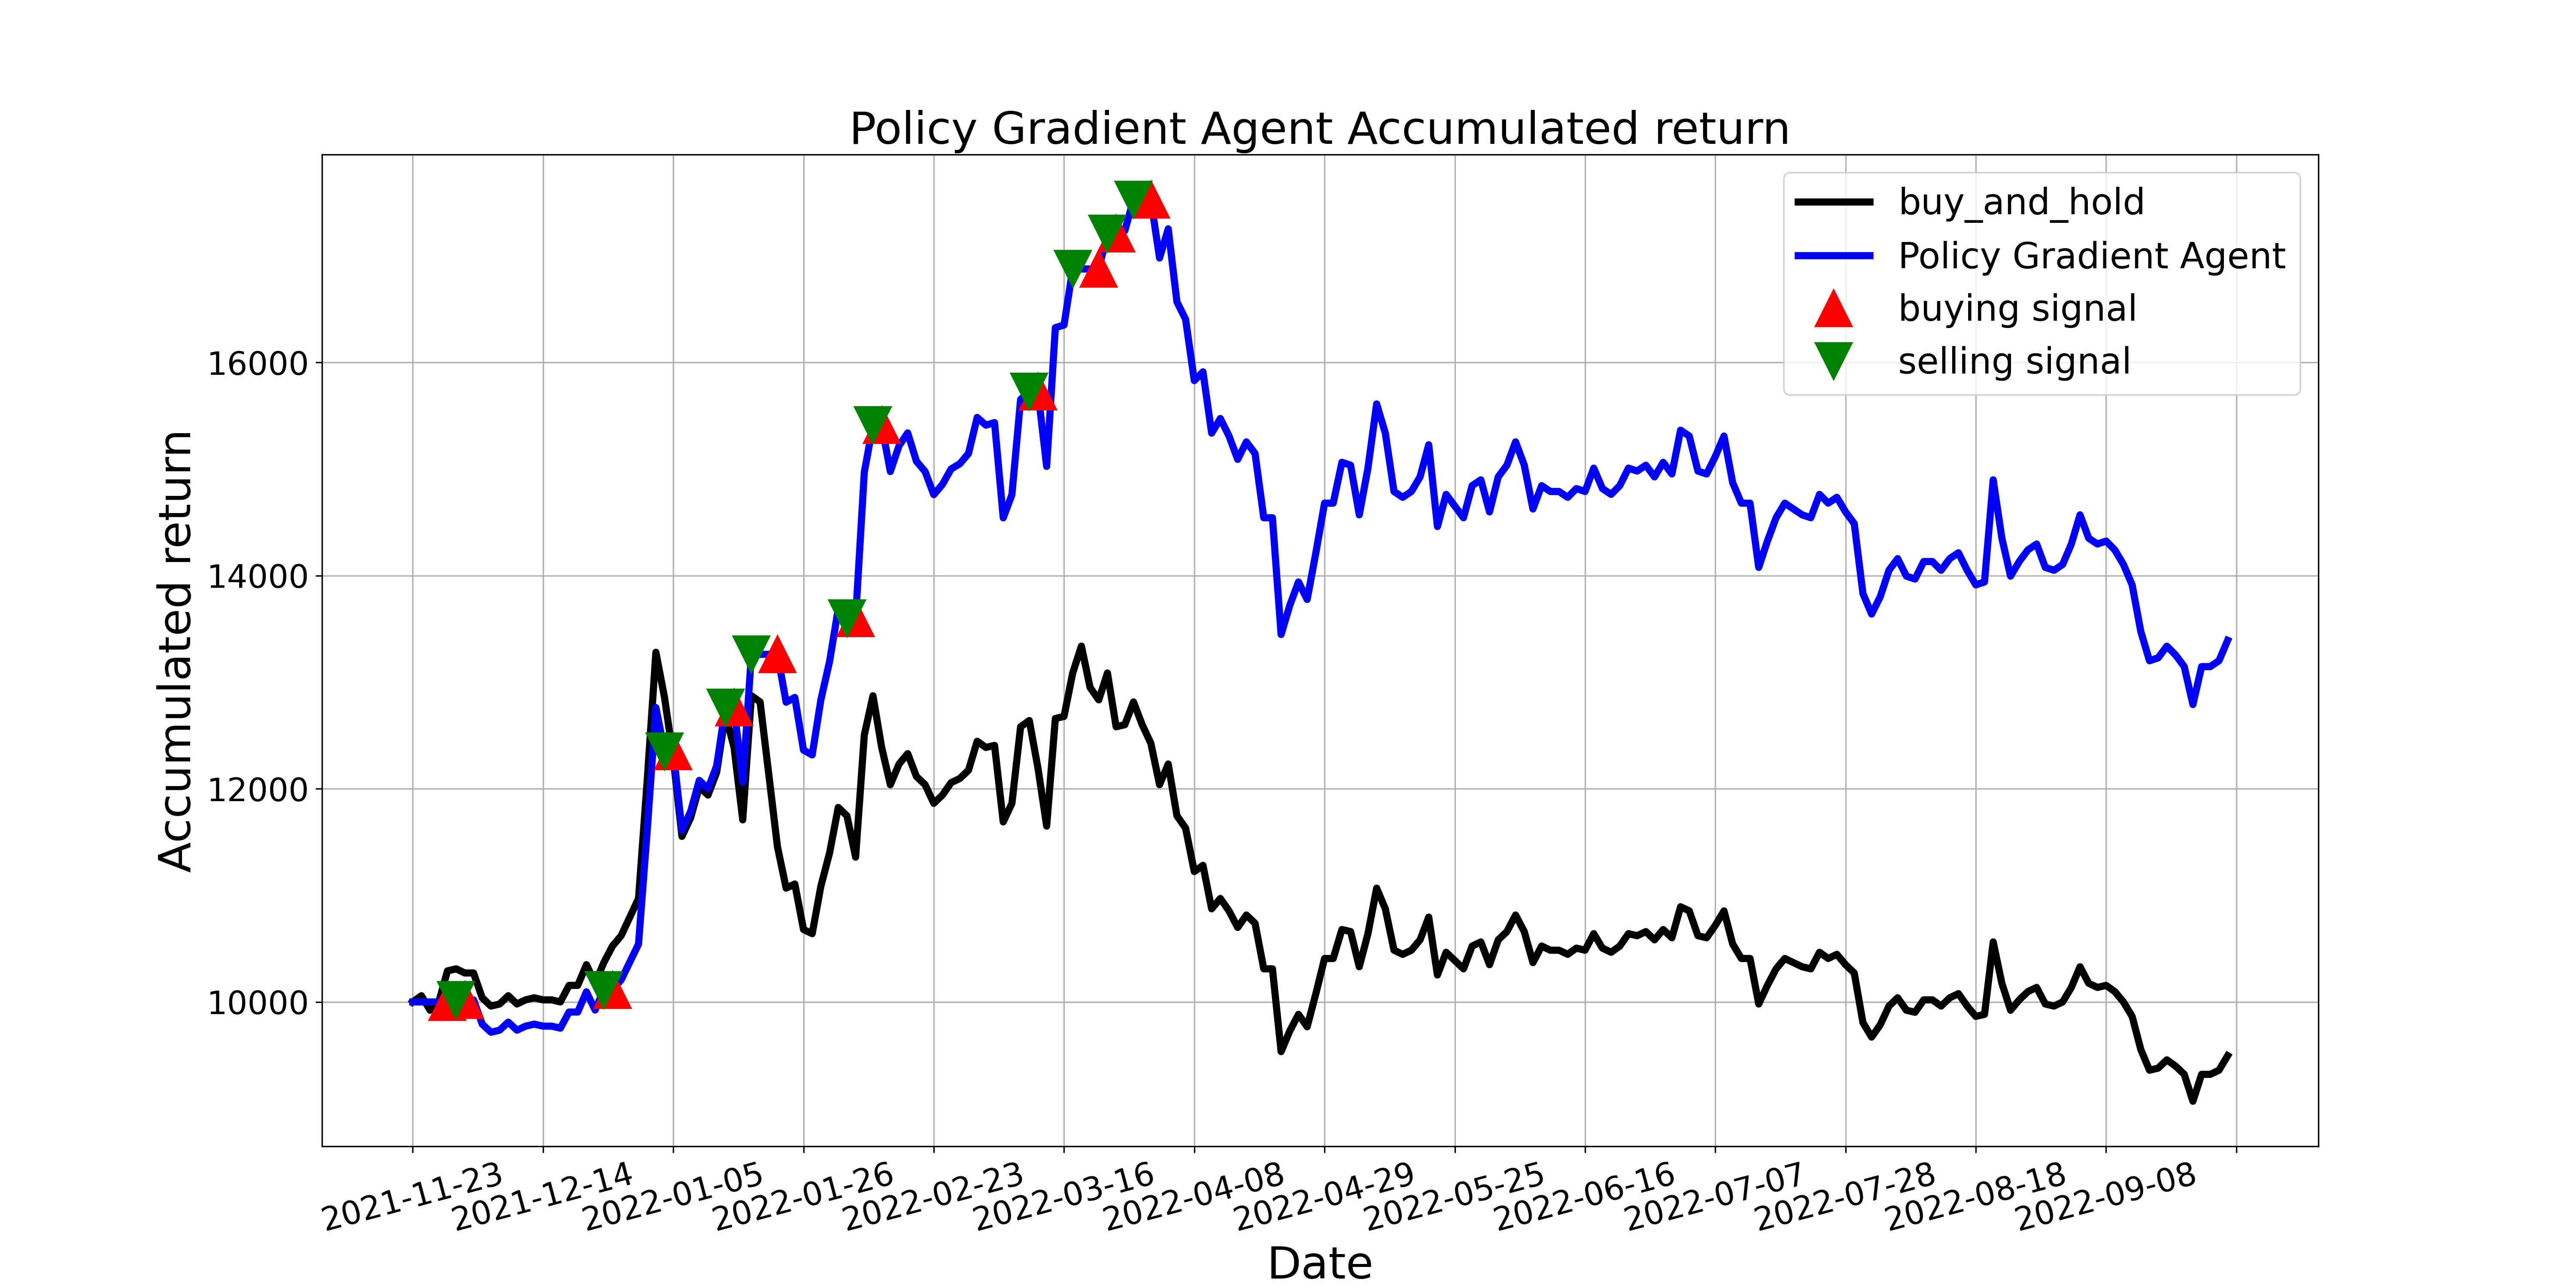 Policy Gradient Agent Accumulated return
buy_and_hold
Policy Gradient Agent
buying signal
selling signal
Accumulated return
16000
14000
12000
10000
2021-11-23
2021-12-14
2022-01-05
2022-01-26
2022-02-23
2022-03-16
2022-04-08
2022-04-29
2022-05-25
2022-06-16
2022-07-07
2022-07-28
2022-08-18
2022-09-08
Date